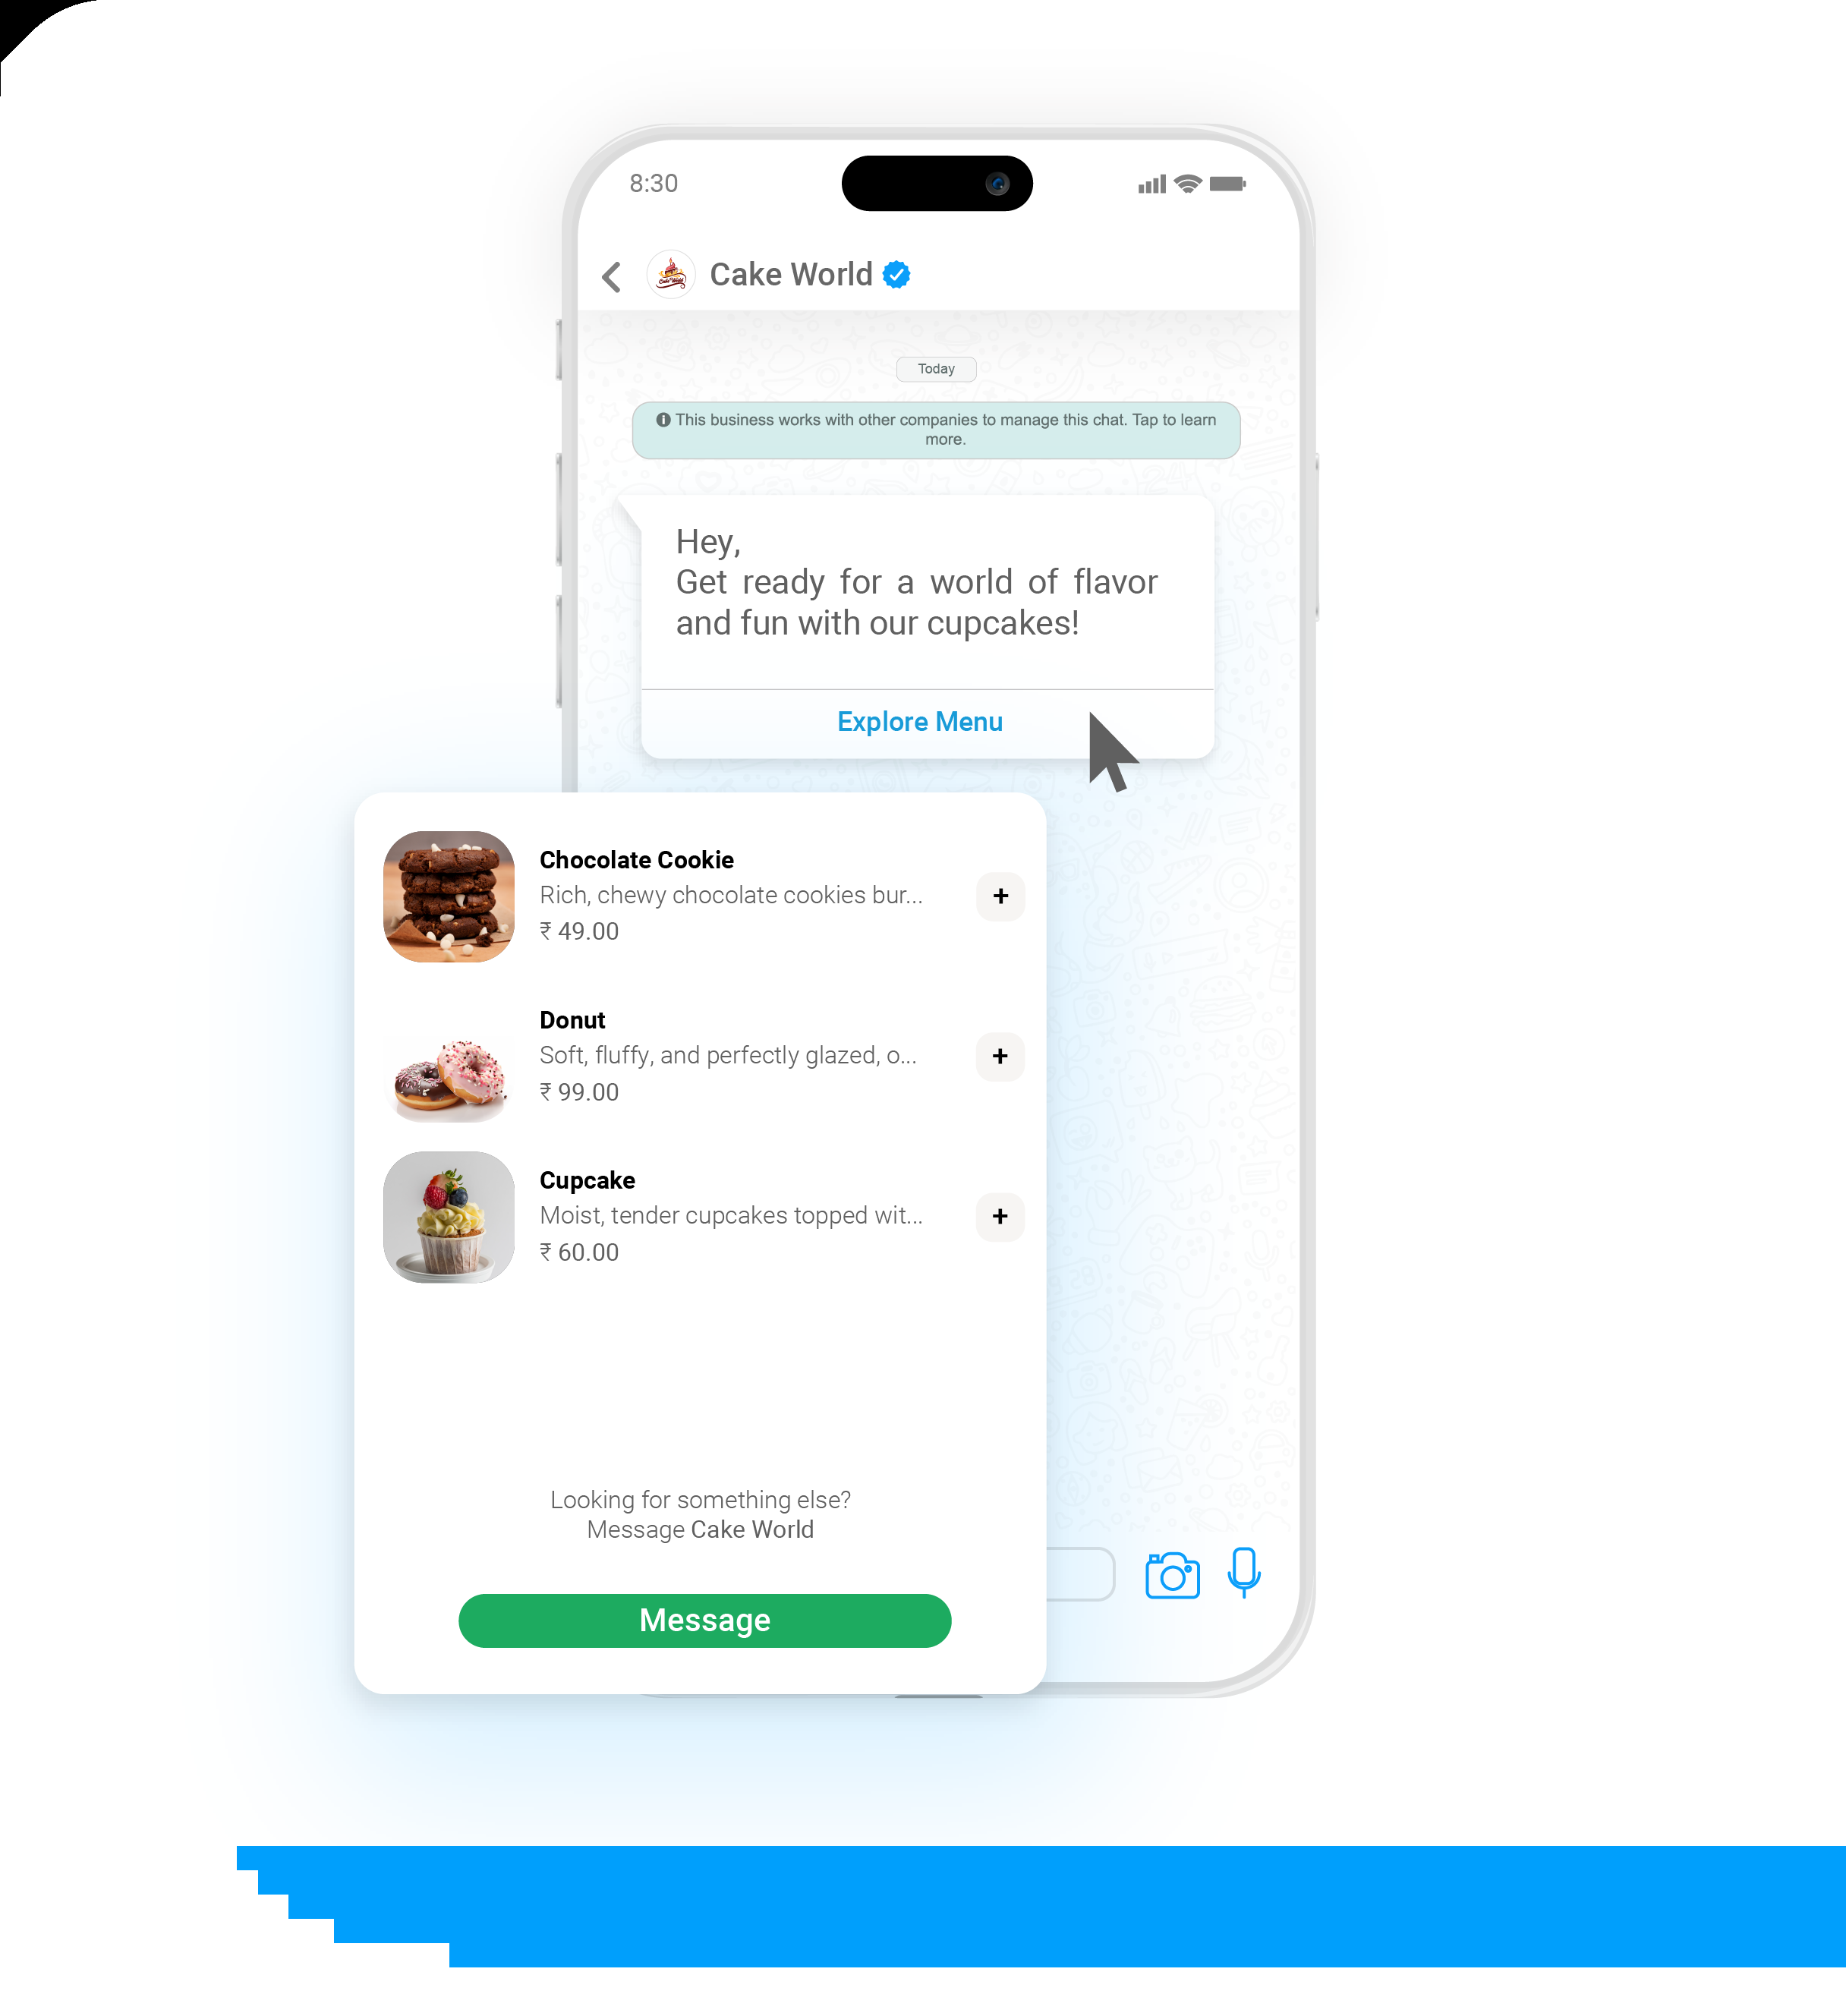 8:30
Cake World
Today
This business works with other companies to manage this chat. Tap to learn
more.
Hey,
Get ready for a world of flavor
and fun with our cupcakes!
Explore Menu
Chocolate Cookie
Rich, chewy chocolate cookies bur...
₹ 49.00
Donut
Soft, fluffy, and perfectly glazed, o...
₹ 99.00
Cupcake
Moist, tender cupcakes topped wit...
₹ 60.00
Looking for something else?
Message Cake World
Message